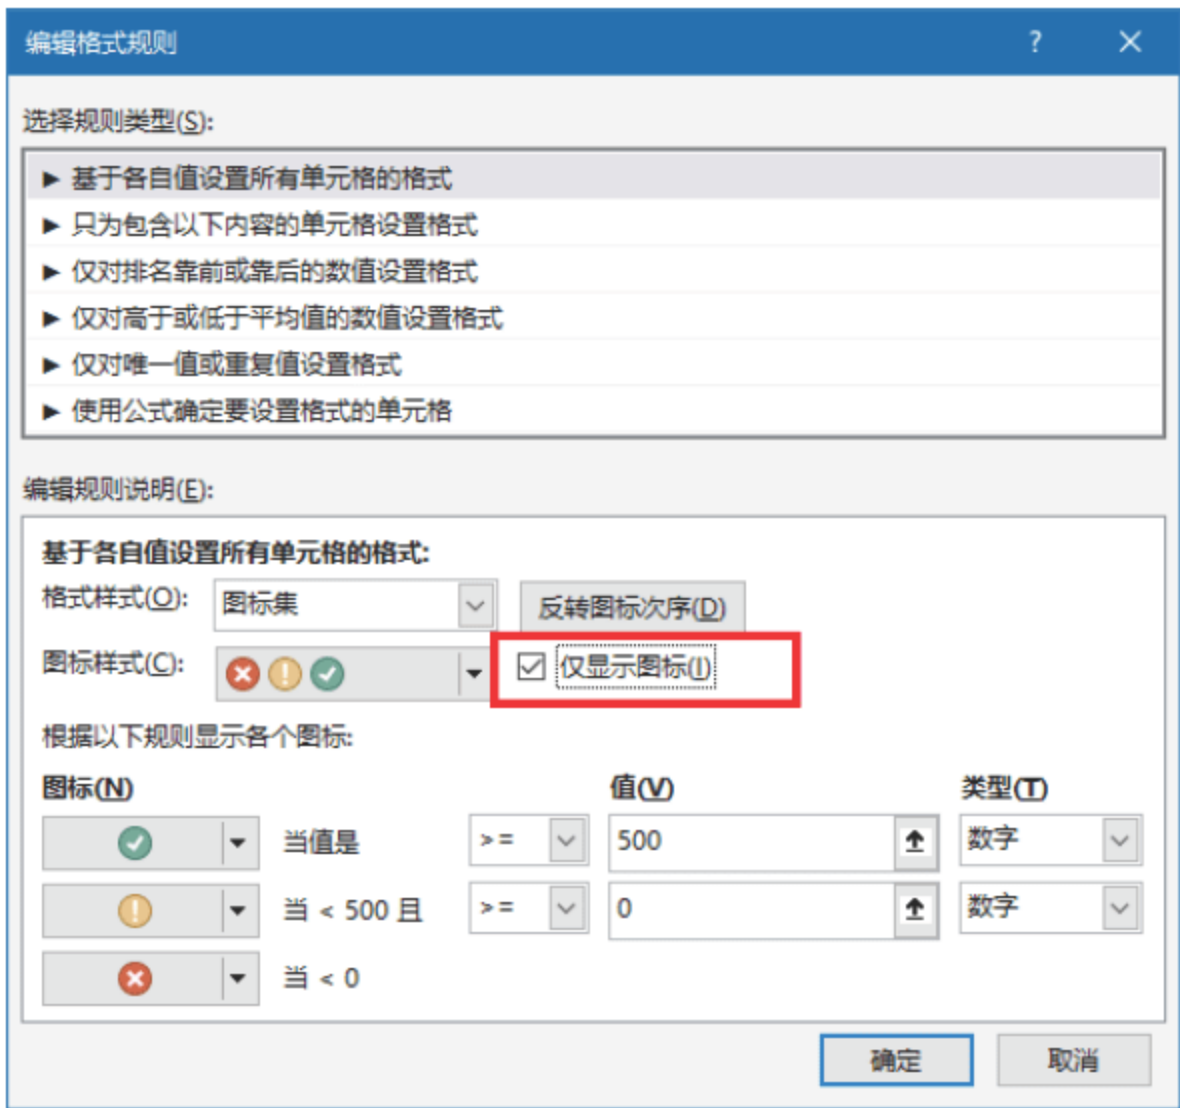 编辑格式规则 ?
选择规则类型(S):
► 基于各自值设置所有单元格的格式
► 只为包含以下内容的单元格设置格式
► 仅对排名靠前或靠后的数值设置格式
► 仅对高于或低于平均值的数值设置格式
► 仅对唯一值或重复值设置格式
► 使用公式确定要设置格式的单元格
编辑规则说明(E):
基于各自值设置所有单元格的格式:
格式样式(O): 图标集 反转图标次序(D)
图标样式(C): 仅显示图标(I)
根据以下规则显示各个图标:
图标(N) 值(V) 类型(T)
当值是 >= 500 数字
当 < 500 且 >= 0 数字
当 < 0
确定 取消